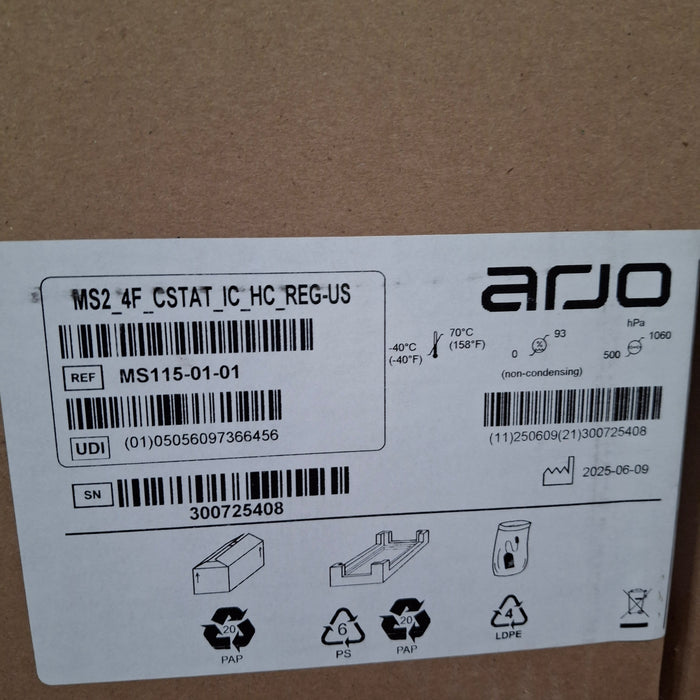 MS2_4F_CSTAT_IC_HC_REG-US
arjo
REF MS115-01-01
-40°C
(-40°F)
70°C
(158°F)
0 % 93
(non-condensing)
hPa
500 1060
UDI (01)05056097366456
(11)250609(21)300725408
SN
300725408
2025-06-09
20
PAP
6
PS
20
PAP
4
LDPE